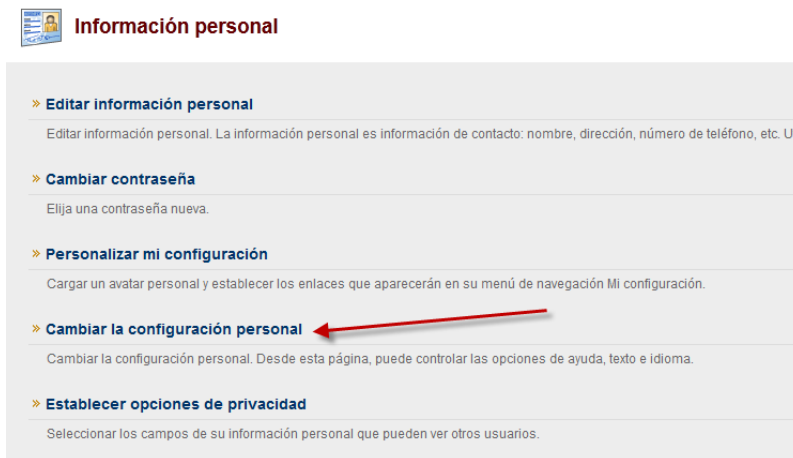 Información personal
» Editar información personal
Editar información personal. La información personal es información de contacto: nombre, dirección, número de teléfono, etc. U
» Cambiar contraseña
Elija una contraseña nueva.
» Personalizar mi configuración
Cargar un avatar personal y establecer los enlaces que aparecerán en su menú de navegación Mi configuración.
» Cambiar la configuración personal
Cambiar la configuración personal. Desde esta página, puede controlar las opciones de ayuda, texto e idioma.
» Establecer opciones de privacidad
Seleccionar los campos de su información personal que pueden ver otros usuarios.